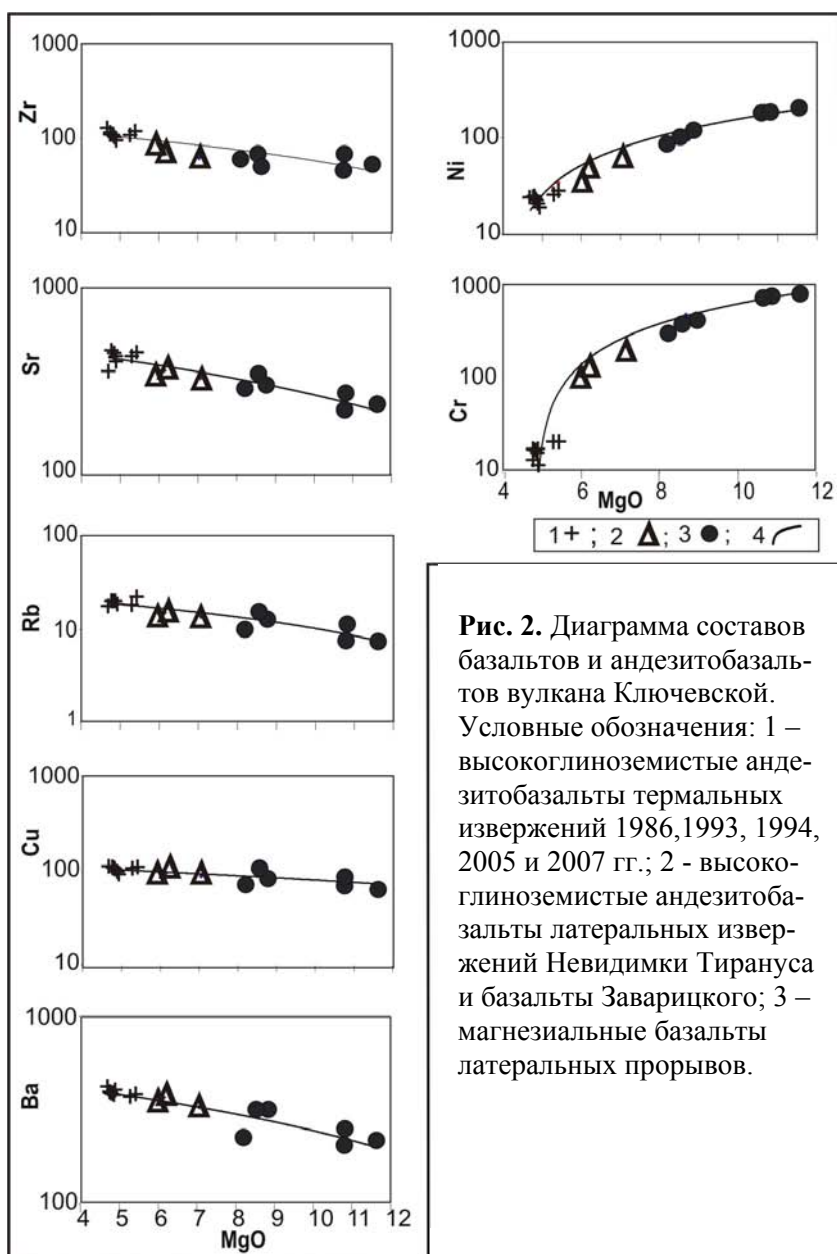 1000
100
10
Zr
1000
100
Sr
100
10
1
Rb
1000
100
10
Cu
1000
100
Ba
4 5 6 7 8 9 10 11 12
MgO
1000
100
10
Ni
1000
100
10
Cr
4 6 8 10 12
MgO
1 + ; 2 △; 3 ●; 4
Рис. 2. Диаграмма составов
базальтов и андезитобазаль-
тов вулкана Ключевской.
Условные обозначения: 1 –
высокоглиноземистые анде-
зитобазальты термальных
извержений 1986,1993, 1994,
2005 и 2007 гг.; 2 - высоко-
глиноземистые андезитоба-
зальты латеральных извер-
жений Невидимки Тирануса
и базальты Заварицкого; 3 –
магнезиальные базальты
латеральных прорывов.